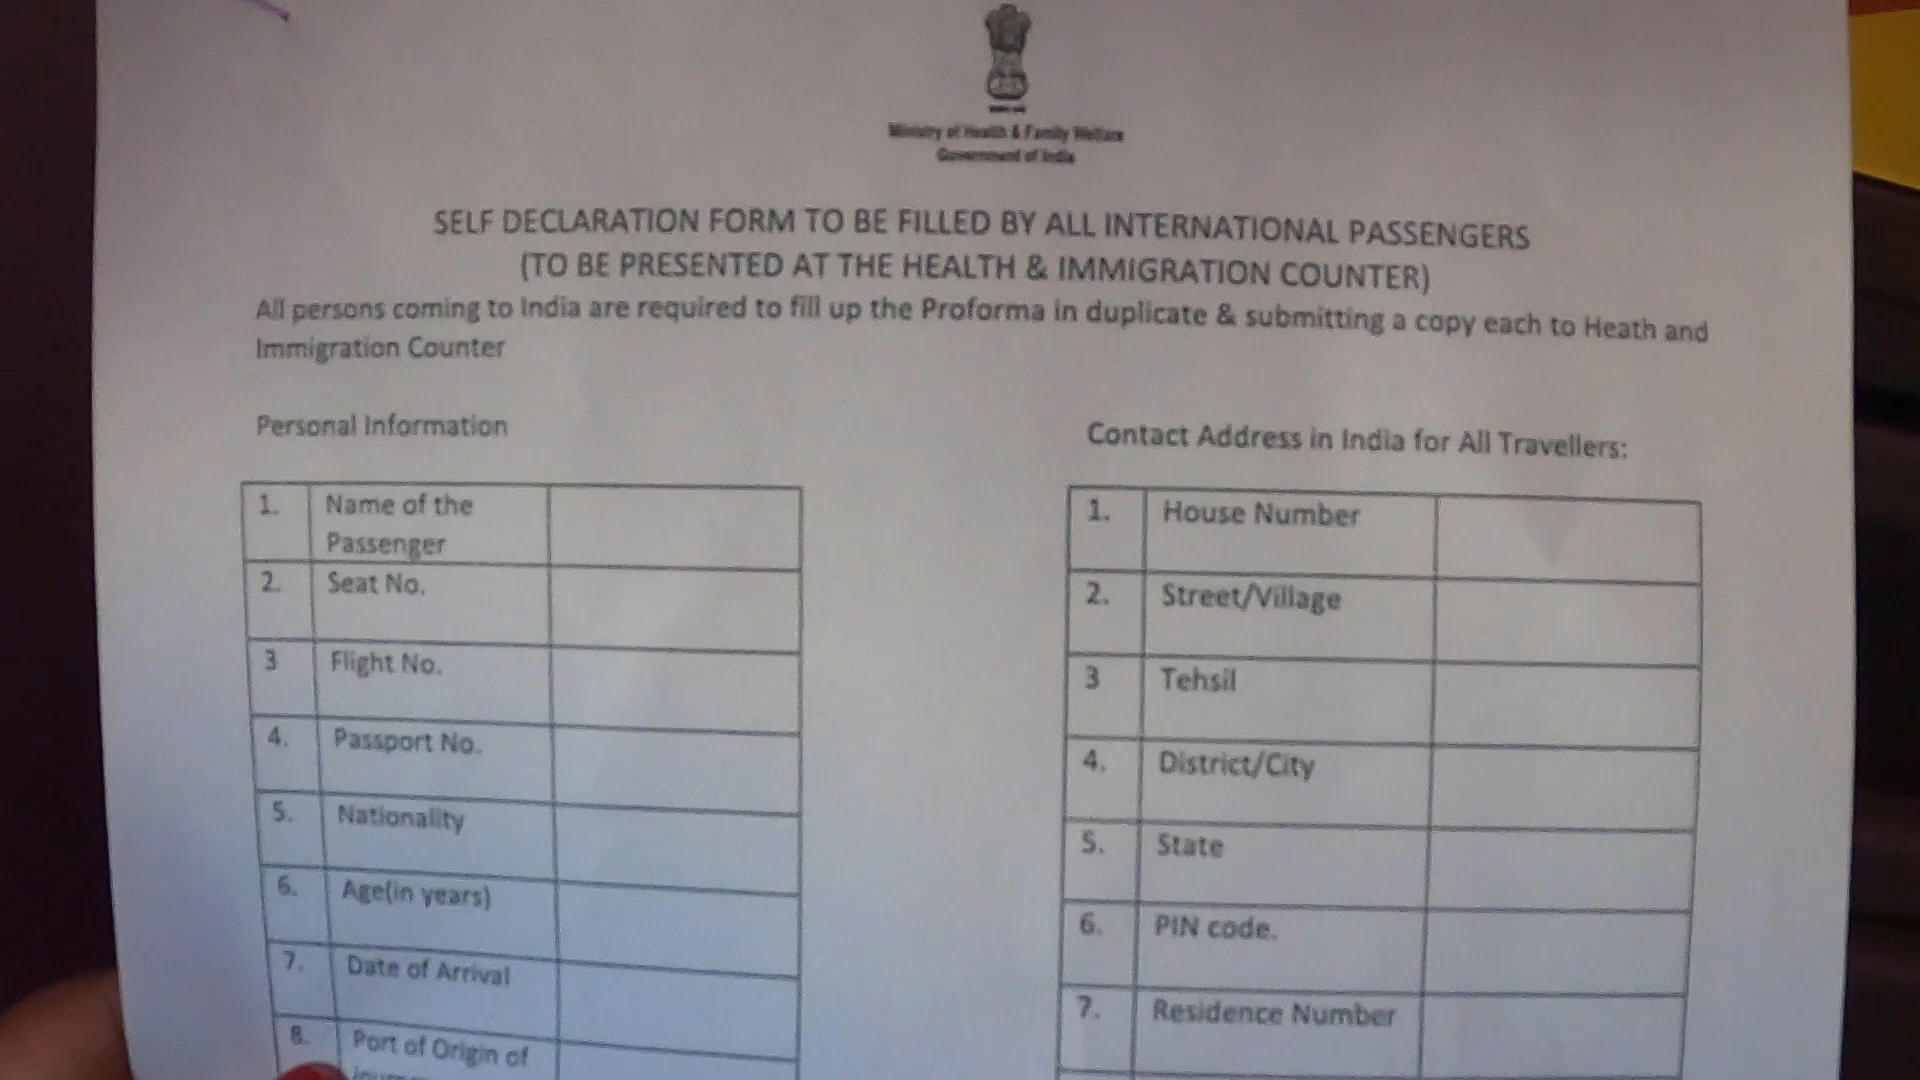 Ministry of Health & Family Welfare
Government of India
SELF DECLARATION FORM TO BE FILLED BY ALL INTERNATIONAL PASSENGERS
(TO BE PRESENTED AT THE HEALTH & IMMIGRATION COUNTER)
All persons coming to India are required to fill up the Proforma in duplicate & submitting a copy each to Heath and
Immigration Counter
Personal Information
1. Name of the
Passenger
2. Seat No.
3 Flight No.
4. Passport No.
5. Nationality
6. Age(in years)
7. Date of Arrival
8. Port of Origin of
Contact Address in India for All Travellers:
1. House Number
2. Street/Village
3 Tehsil
4. District/City
5. State
6. PIN code.
7. Residence Number